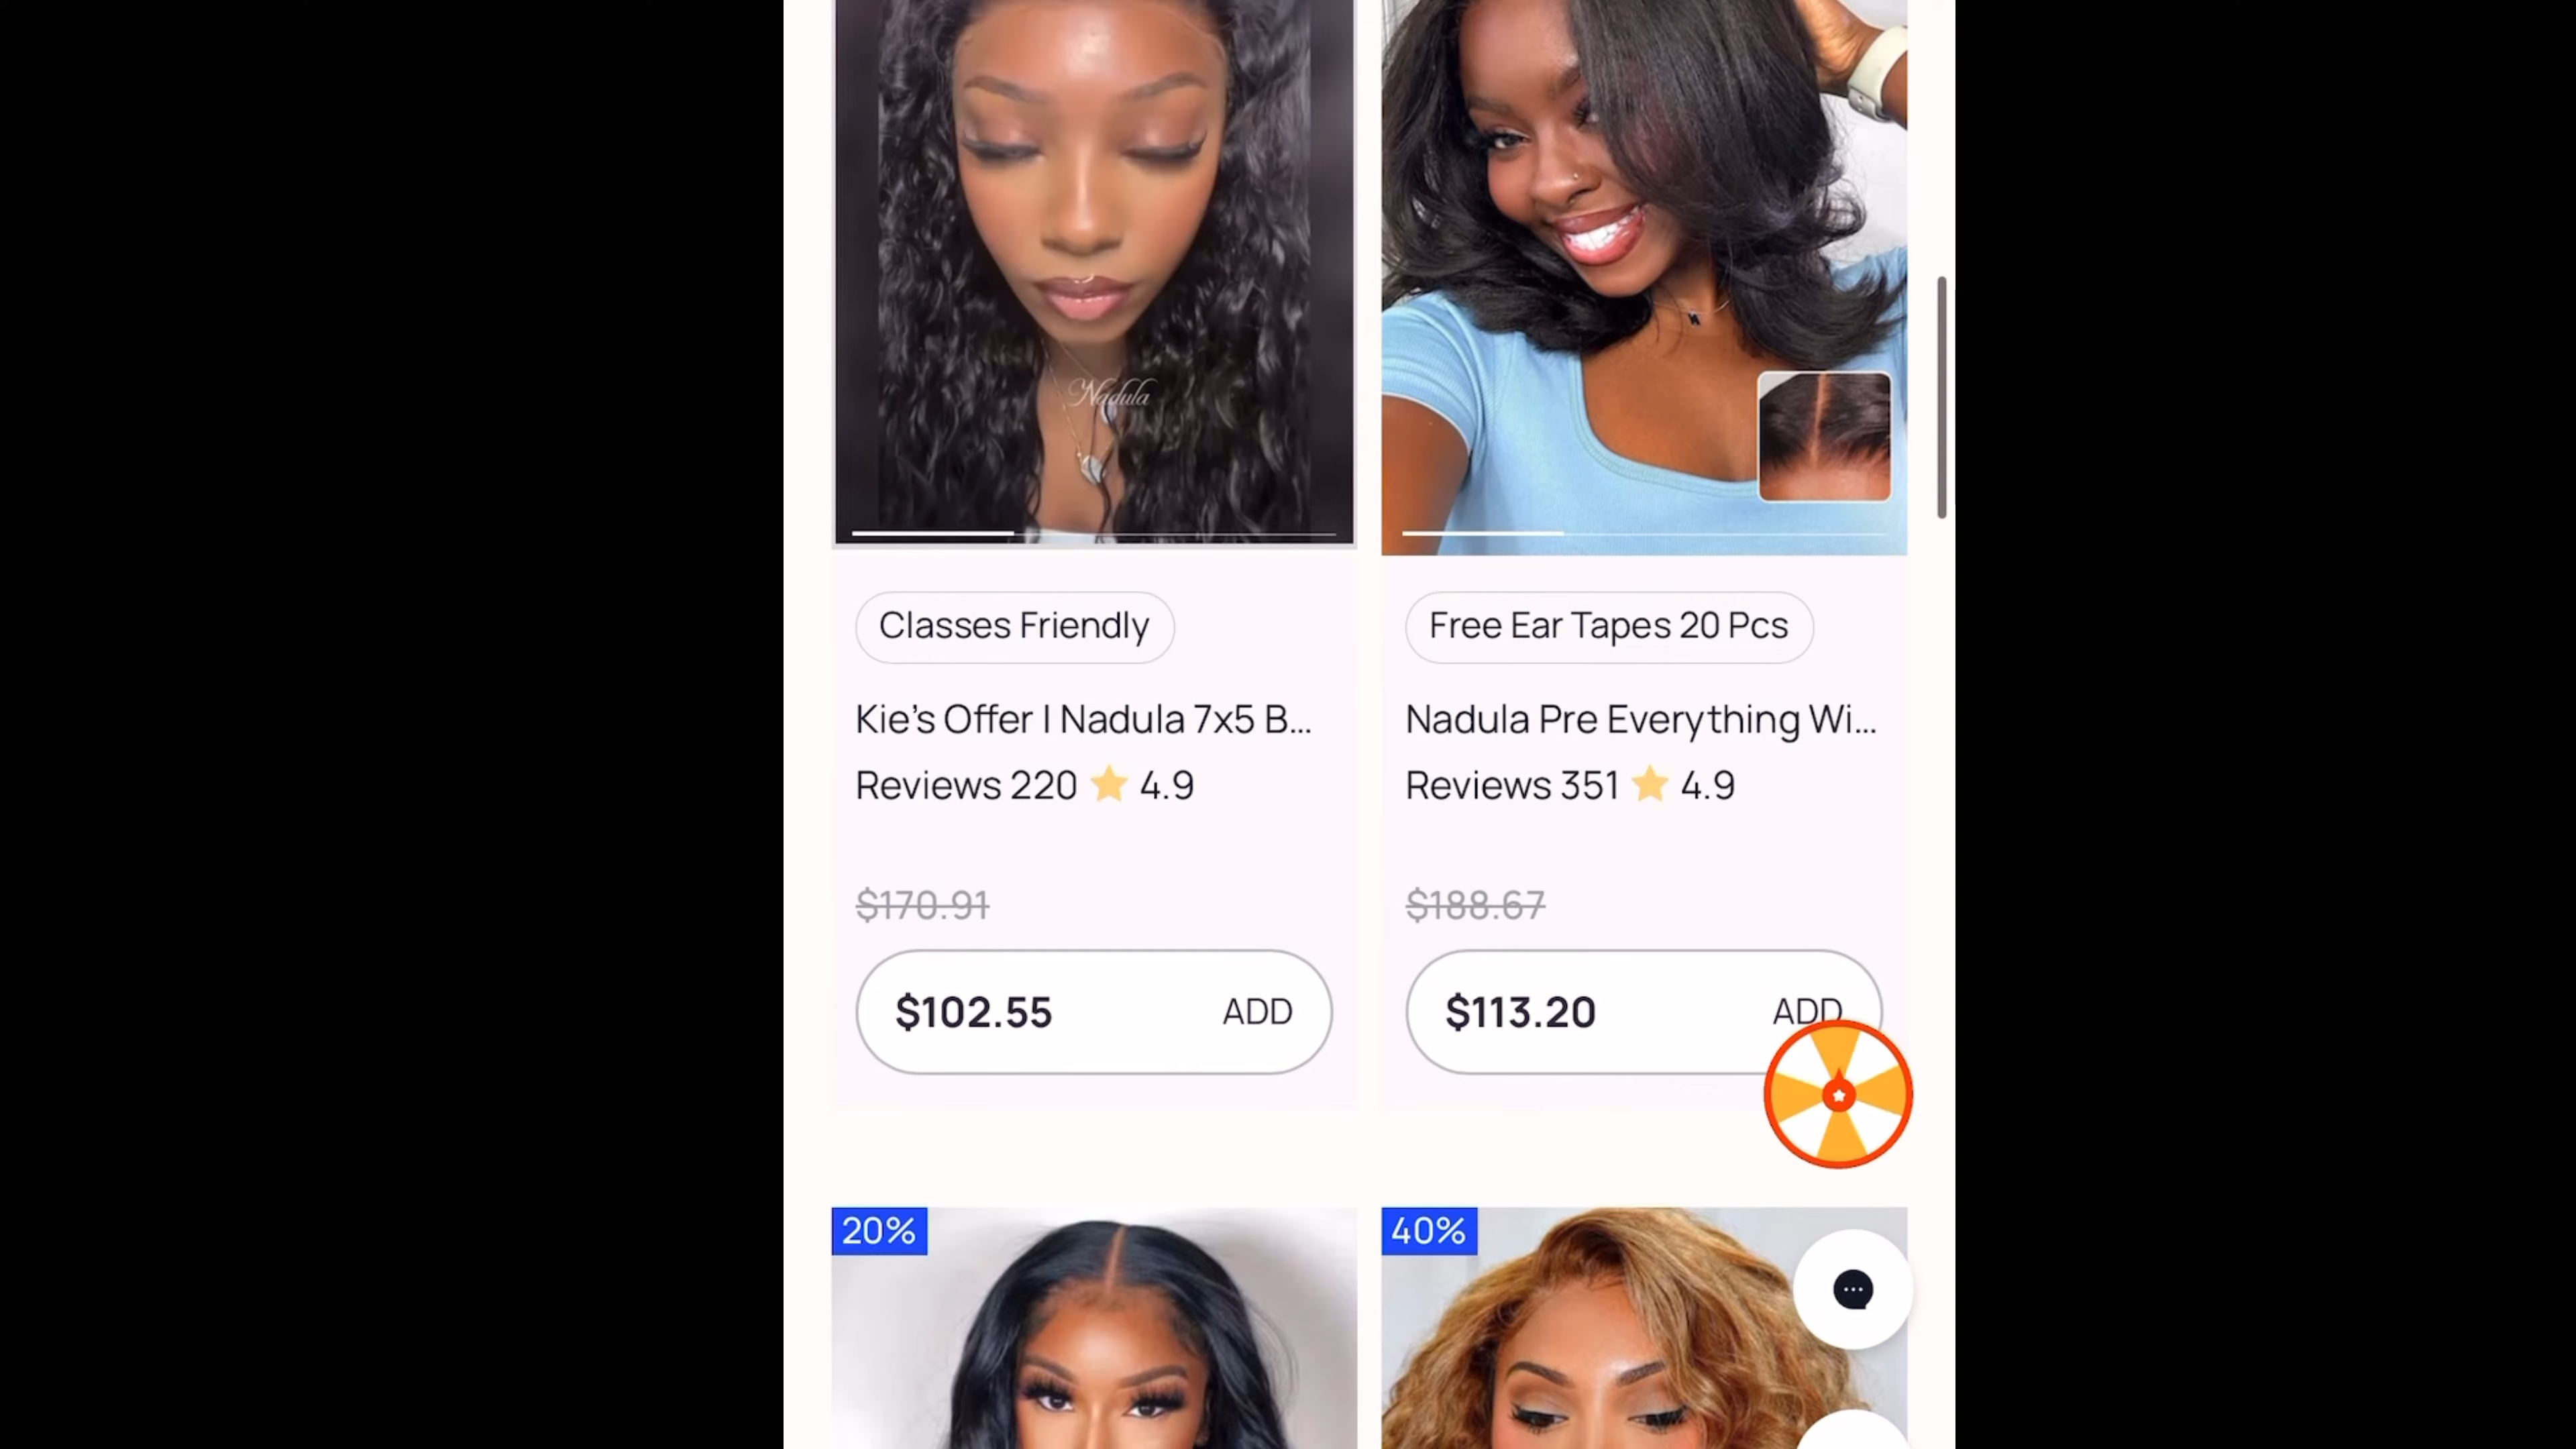 Nadula
Classes Friendly
Free Ear Tapes 20 Pcs
Kie's Offer | Nadula 7x5 B...
Nadula Pre Everything Wi...
Reviews 220 ⭐ 4.9
Reviews 351 ⭐ 4.9
$170.91
$188.67
$102.55 ADD
$113.20 ADD
20%
40%